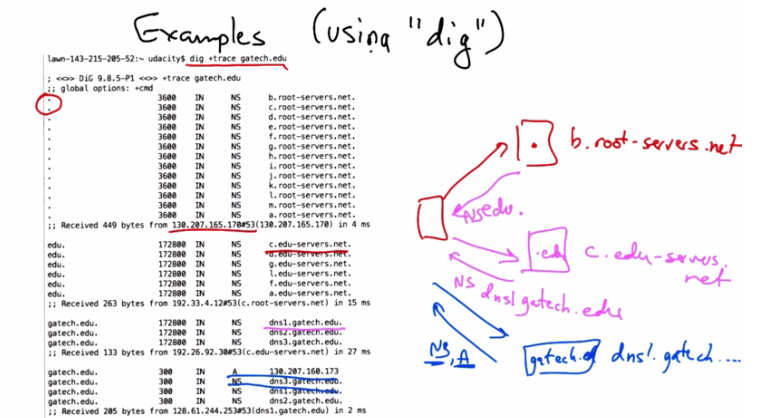 Examples (using "dig")
lawn-143-215-205-52:~ udacity$ dig +trace gatech.edu
; <<>> DiG 9.8.5-P1 <<>> +trace gatech.edu
;; global options: +cmd
. 3600 IN NS b.root-servers.net.
. 3600 IN NS c.root-servers.net.
. 3600 IN NS d.root-servers.net.
. 3600 IN NS e.root-servers.net.
. 3600 IN NS f.root-servers.net.
. 3600 IN NS g.root-servers.net.
. 3600 IN NS h.root-servers.net.
. 3600 IN NS i.root-servers.net.
. 3600 IN NS j.root-servers.net.
. 3600 IN NS k.root-servers.net.
. 3600 IN NS l.root-servers.net.
. 3600 IN NS m.root-servers.net.
. 3600 IN NS a.root-servers.net.
;; Received 449 bytes from 130.207.165.170#53(130.207.165.170) in 4 ms
edu. 172800 IN NS c.edu-servers.net.
edu. 172800 IN NS d.edu-servers.net.
edu. 172800 IN NS a.edu-servers.net.
edu. 172800 IN NS l.edu-servers.net.
edu. 172800 IN NS f.edu-servers.net.
edu. 172800 IN NS a.edu-servers.net.
;; Received 263 bytes from 192.33.4.12#53(c.root-servers.net) in 15 ms
gatech.edu. 172800 IN NS dns1.gatech.edu.
gatech.edu. 172800 IN NS dns2.gatech.edu.
gatech.edu. 172800 IN NS dns3.gatech.edu.
;; Received 133 bytes from 192.26.92.30#53(c.edu-servers.net) in 27 ms
gatech.edu. 300 IN A 130.207.160.173
gatech.edu. 300 IN NS dns3.gatech.edu.
gatech.edu. 300 IN NS dns1.gatech.edu.
gatech.edu. 300 IN NS dns2.gatech.edu.
;; Received 205 bytes from 128.61.244.253#53(dns1.gatech.edu) in 2 ms
. b.root-servers.net
NS edu.
.edu c.edu-servers.
net
NS dns1.gatech.edu
NS, A gatech.ed dns1.gatech....